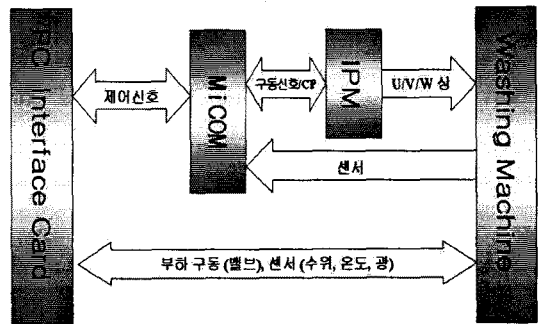 PC Interface Card
제어신호
MiCOM
구동신호/CP
IPM
U/V/W 상
Washing Machine
센서
부하 구동 (밸브), 센서 (수위, 온도, 광)